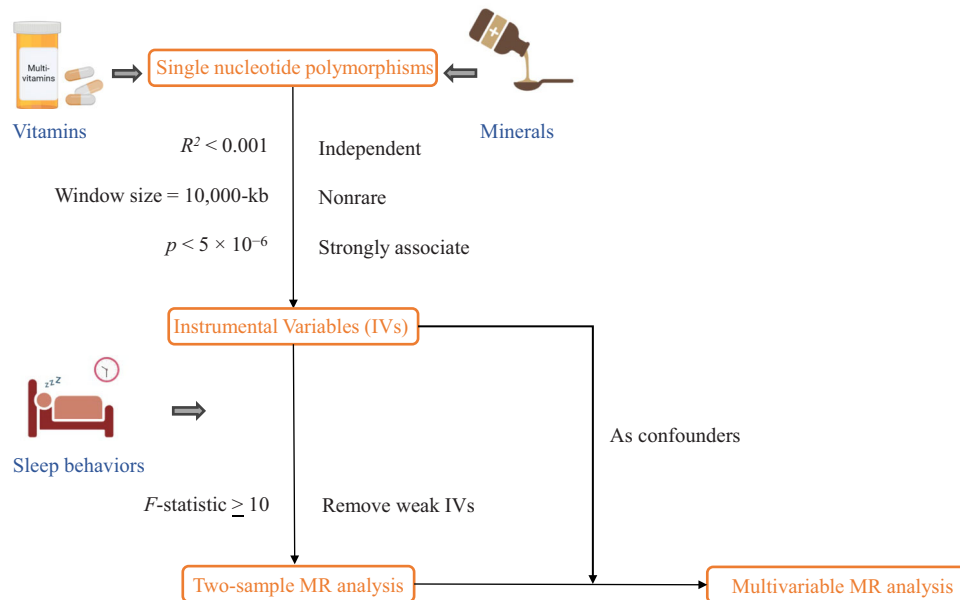 Multi-
vitamins
Single nucleotide polymorphisms
Vitamins
Minerals
R² < 0.001
Independent
Window size = 10,000-kb
Nonrare
p < 5 × 10⁻⁶
Strongly associate
Instrumental Variables (IVs)
zzzZ
Sleep behaviors
As confounders
F-statistic ≥ 10
Remove weak IVs
Two-sample MR analysis
Multivariable MR analysis